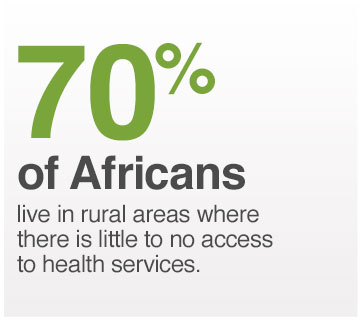 70%
of Africans
live in rural areas where
there is little to no access
to health services.